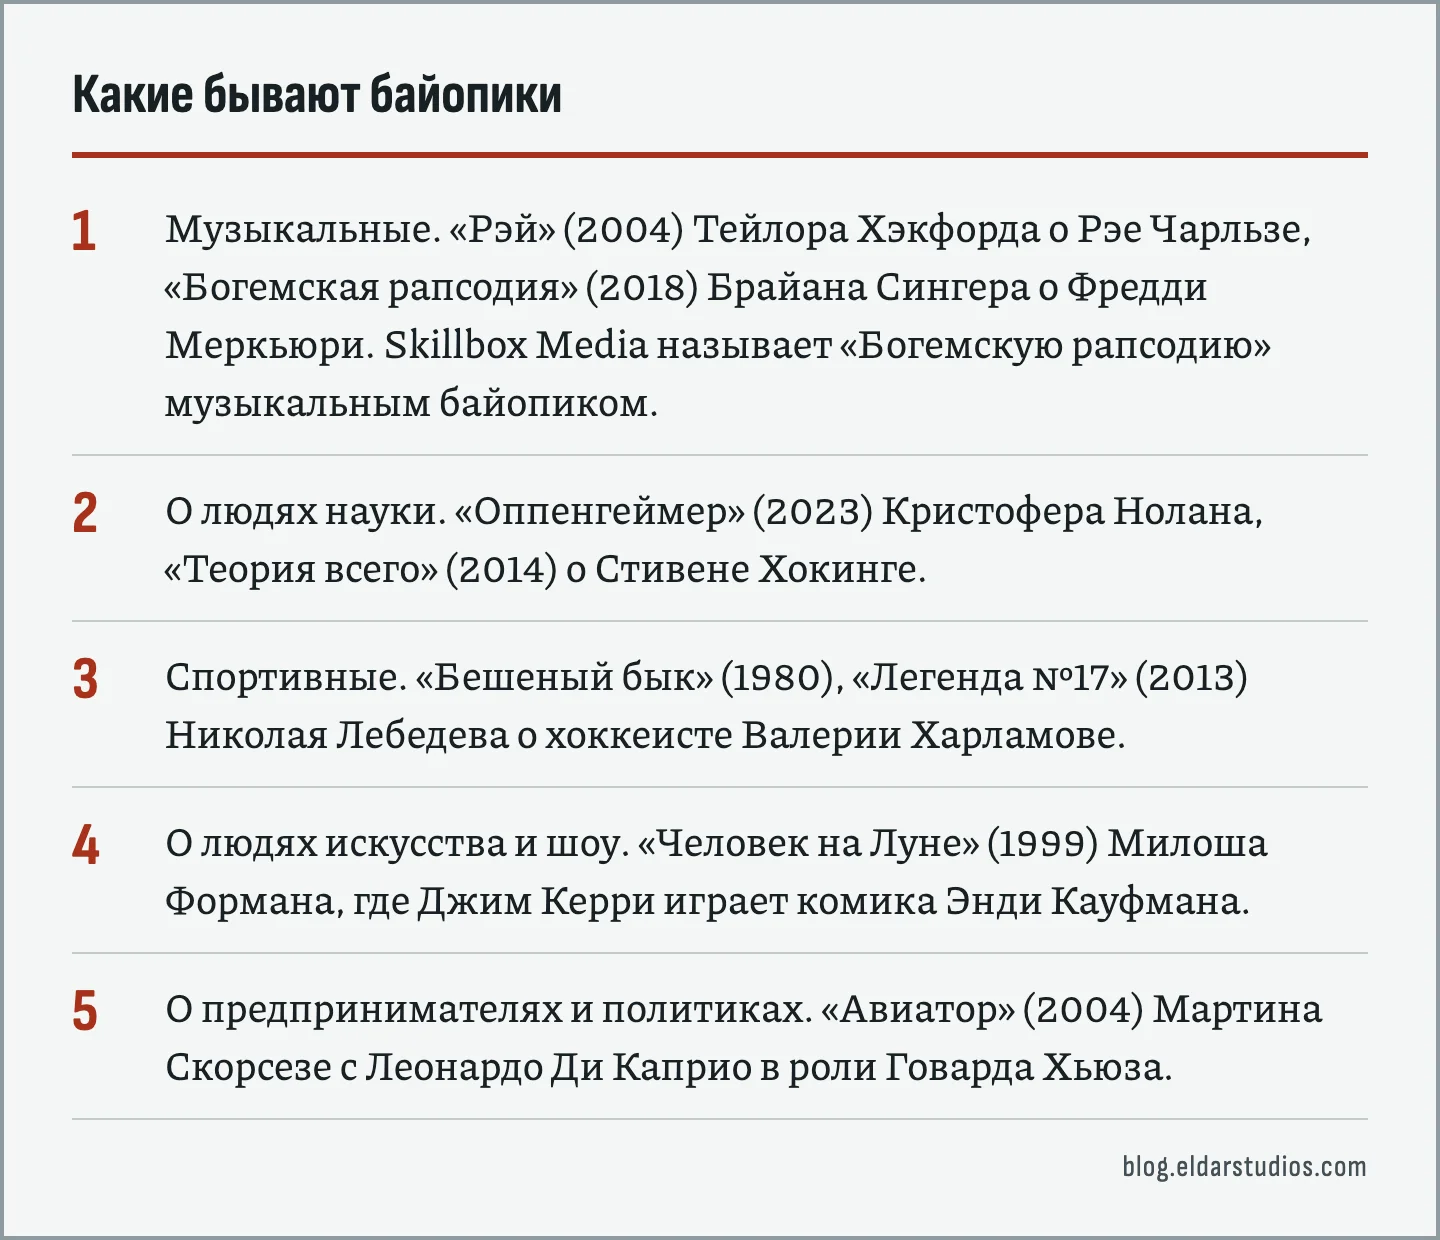 Какие бывают байопики
1
Музыкальные. «Рэй» (2004) Тейлора Хэкфорда о Рэе Чарльзе,
«Богемская рапсодия» (2018) Брайана Сингера о Фредди
Меркьюри. Skillbox Media называет «Богемскую рапсодию»
музыкальным байопиком.
2
О людях науки. «Оппенгеймер» (2023) Кристофера Нолана,
«Теория всего» (2014) о Стивене Хокинге.
3
Спортивные. «Бешеный бык» (1980), «Легенда №17» (2013)
Николая Лебедева о хоккеисте Валерии Харламове.
4
О людях искусства и шоу. «Человек на Луне» (1999) Милоша
Формана, где Джим Керри играет комика Энди Кауфмана.
5
О предпринимателях и политиках. «Авиатор» (2004) Мартина
Скорсезе с Леонардо Ди Каприо в роли Говарда Хьюза.
blog.eldarstudios.com